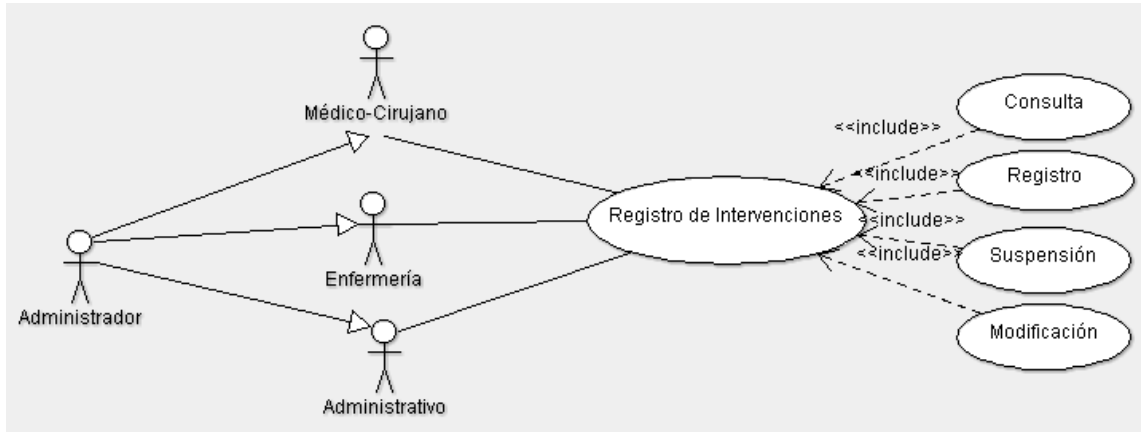 Médico-Cirujano
Consulta
<<include>>
<<include>>
Registro
Registro de Intervenciones
<<include>>
<<include>>
Suspensión
Enfermería
Administrador
Modificación
Administrativo